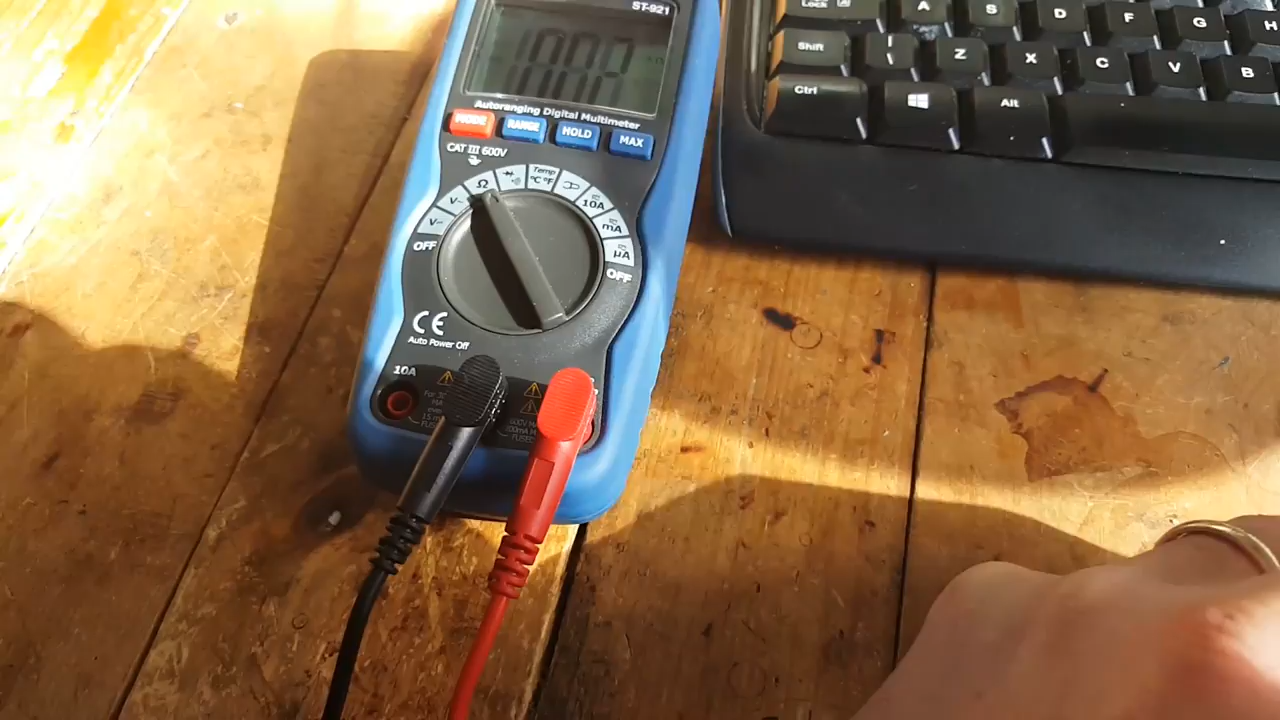 ST-921
Autoranging Digital Multimeter
MODE RANGE HOLD MAX
CAT III 600V
V⎓ V~ Ω Temp °C °F 10A mA µA
OFF OFF
CE
Auto Power Off
10A
Lock A S D F G H
Shift Z X C V B
Ctrl Alt